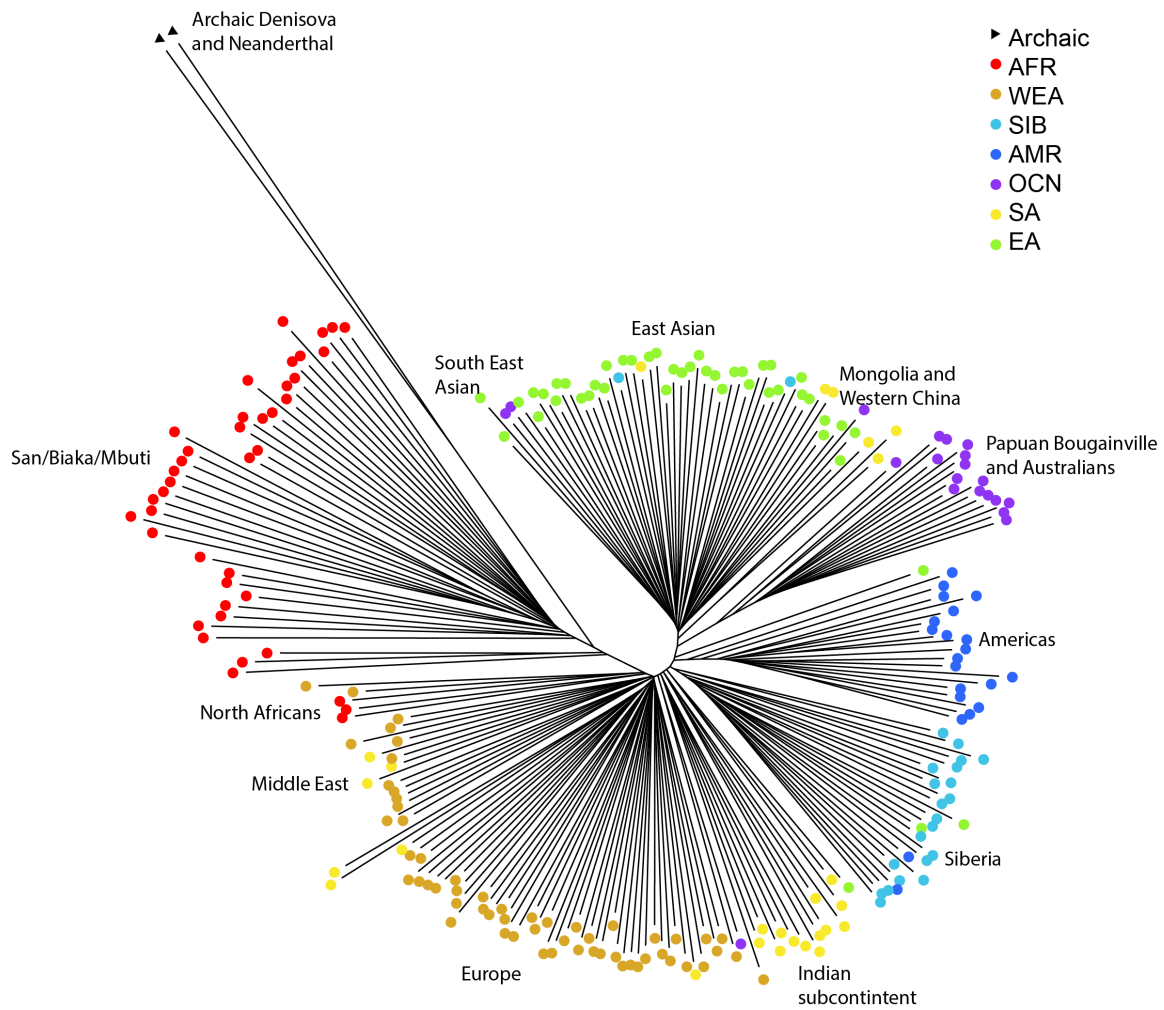 Archaic Denisova
and Neanderthal
Archaic
AFR
WEA
SIB
AMR
OCN
SA
EA
East Asian
South East
Asian
Mongolia and
Western China
San/Biaka/Mbuti
Papuan Bougainville
and Australians
Americas
North Africans
Middle East
Siberia
Europe
Indian
subcontintent